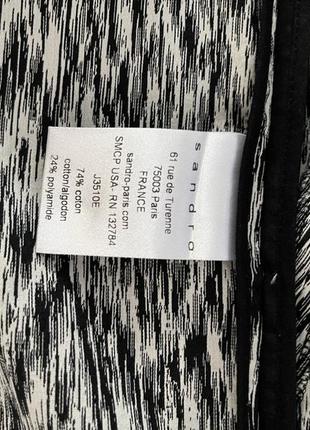 sandro
61 rue de Turenne
75003 Paris
FRANCE
sandro-paris.com
SMCP USA- RN 132784
J3510E
74% coton
cotton/algodon
24% polyamide